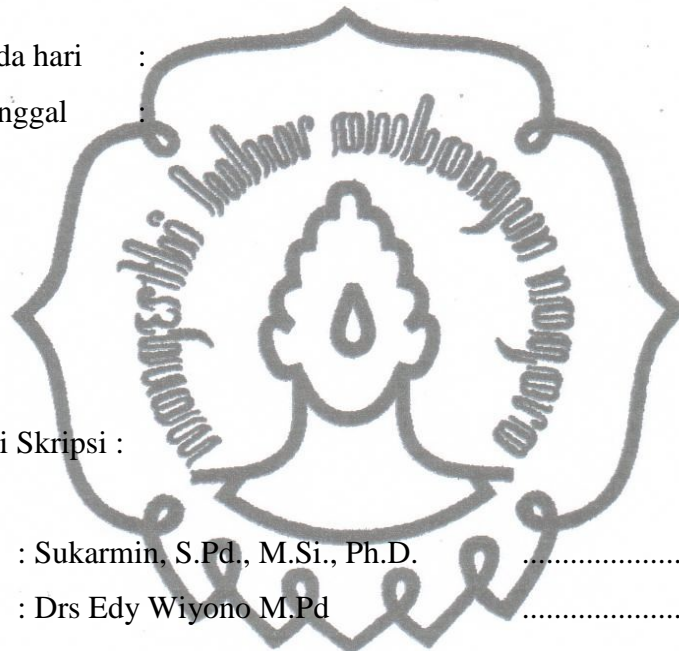 da hari :
nggal :
i Skripsi :
: Sukarmin, S.Pd., M.Si., Ph.D. ....................
: Drs Edy Wiyono M.Pd ....................